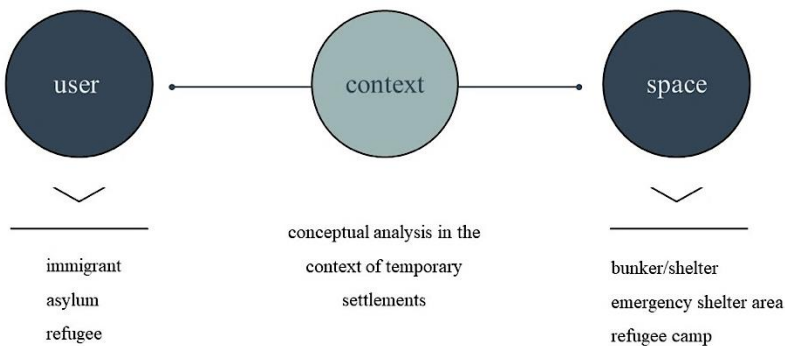 user
context
space
immigrant
asylum
refugee
conceptual analysis in the
context of temporary
settlements
bunker/shelter
emergency shelter area
refugee camp